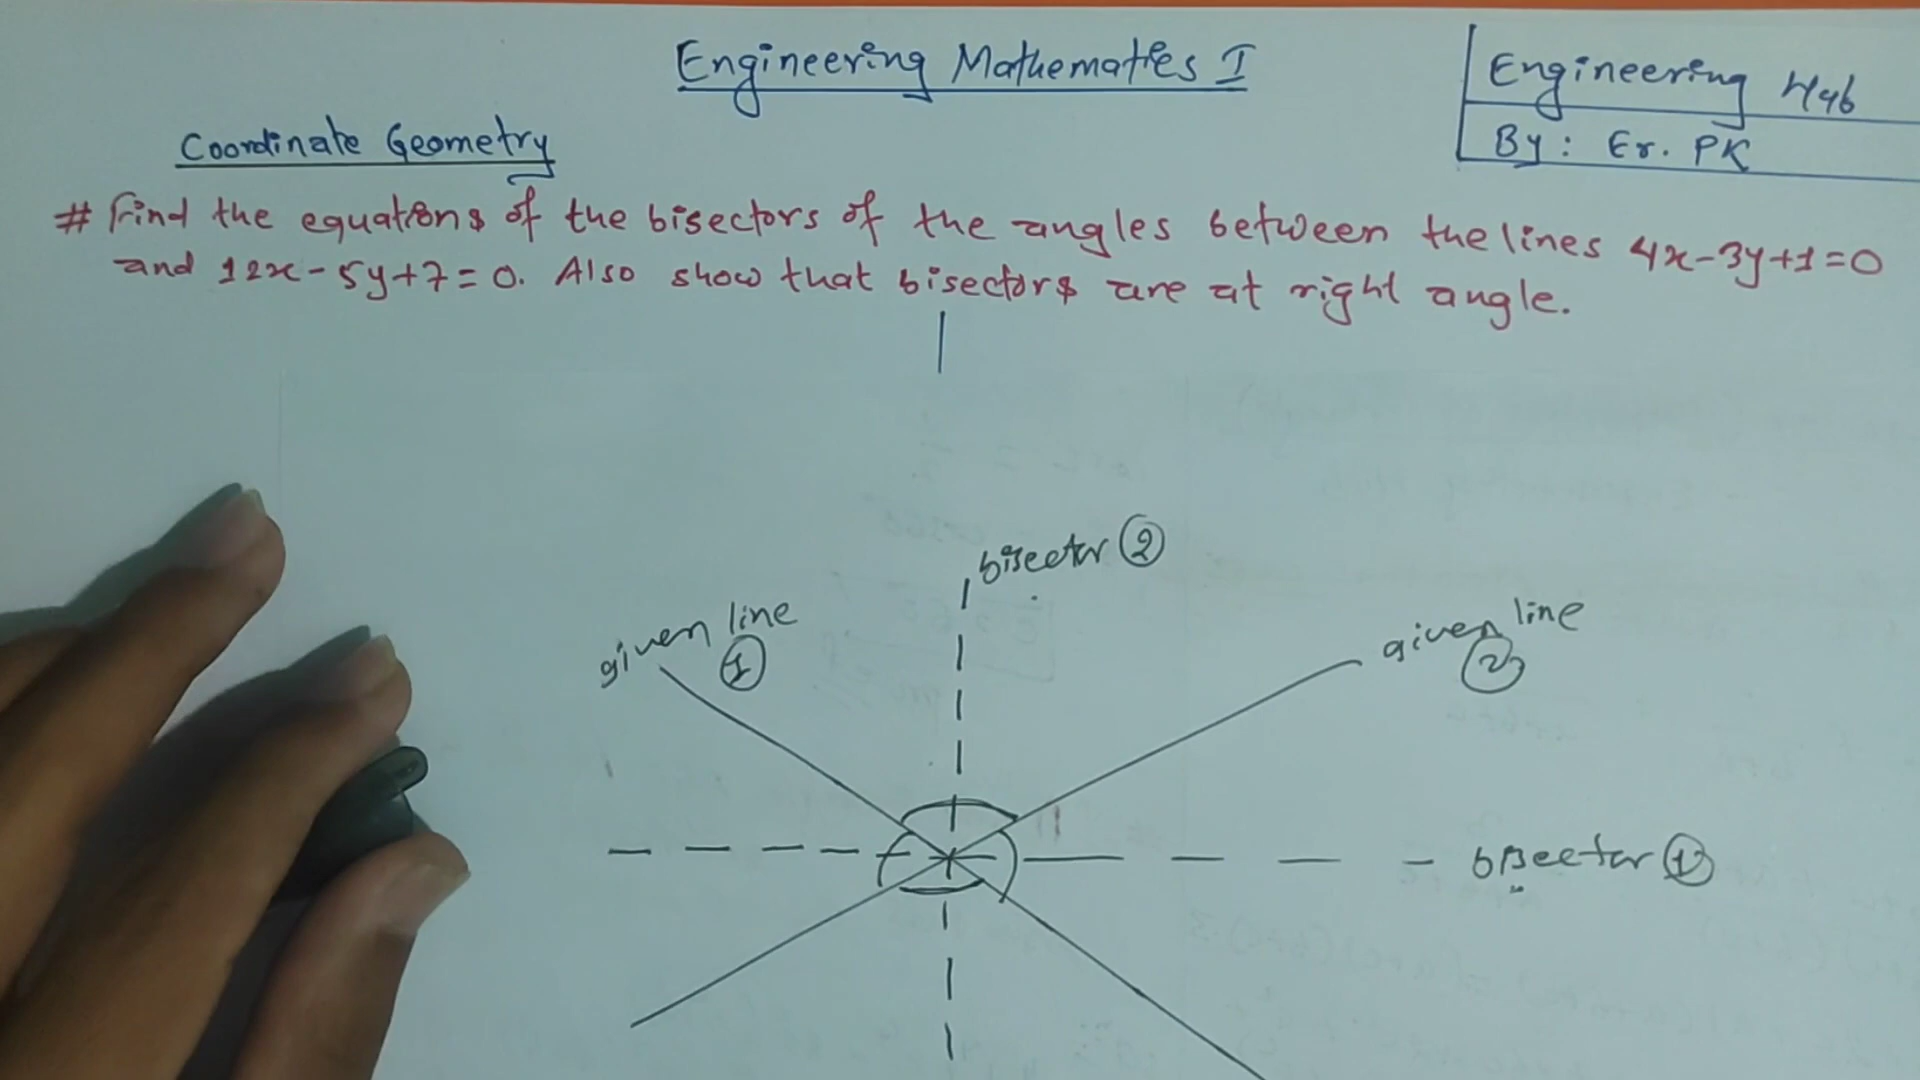 Engineering Mathematics I
Engineering Hub
By: Er. PK
Coordinate Geometry
# Find the equations of the bisectors of the angles between the lines 4x-3y+1=0
and 12x-5y+7=0. Also show that bisectors are at right angle.
bisector ②
given line
①
given line
②
bisector ①